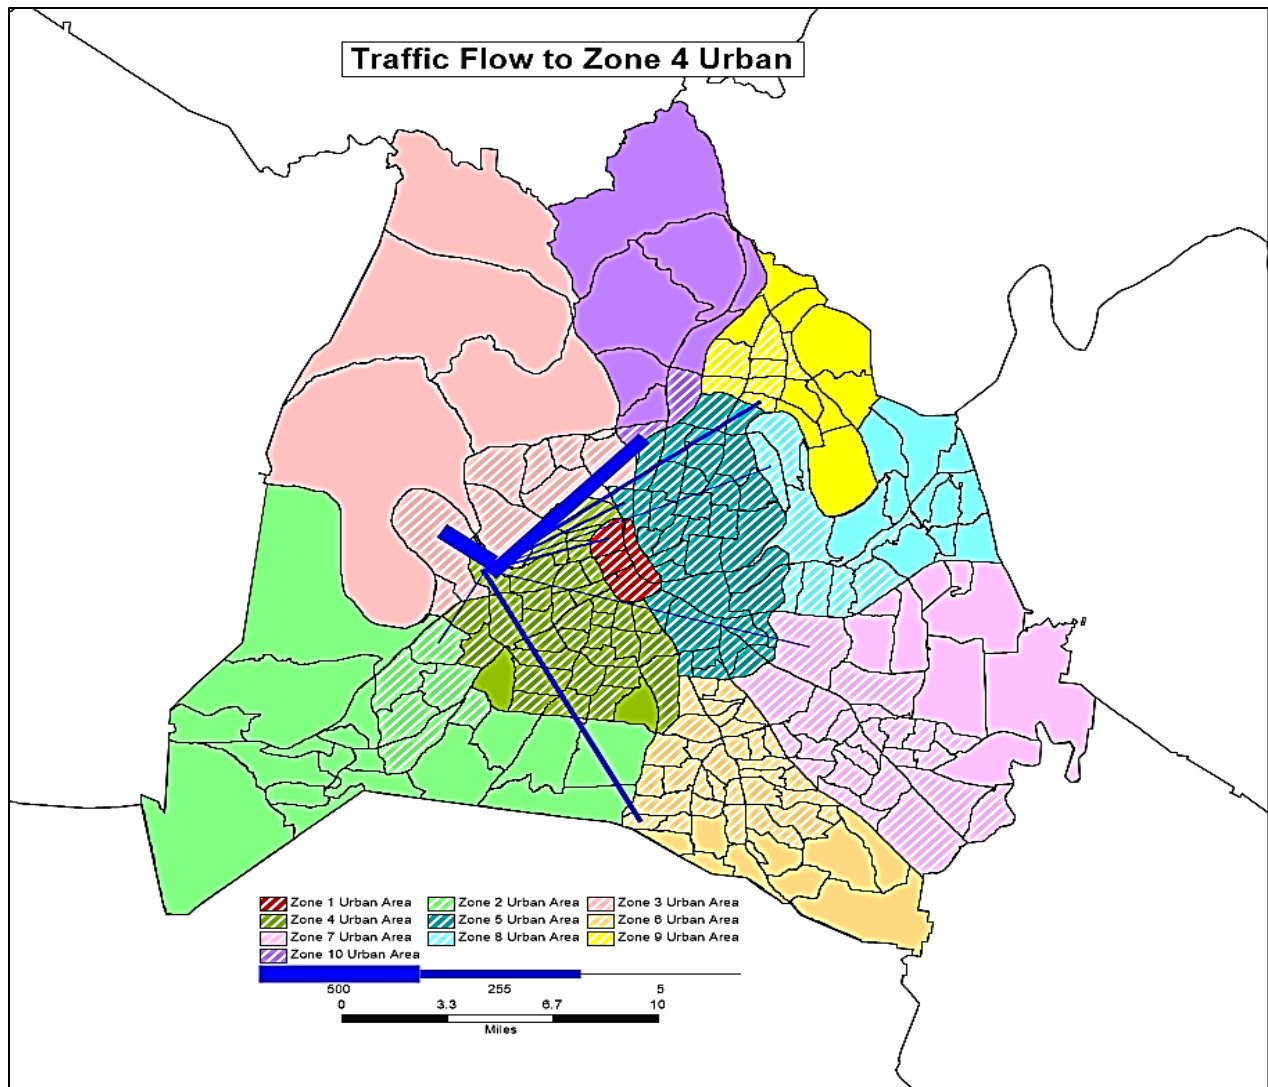 Traffic Flow to Zone 4 Urban
Zone 1 Urban Area Zone 2 Urban Area Zone 3 Urban Area
Zone 4 Urban Area Zone 5 Urban Area Zone 6 Urban Area
Zone 7 Urban Area Zone 8 Urban Area Zone 9 Urban Area
Zone 10 Urban Area
500 255 5
0 3.3 6.7 10
Miles